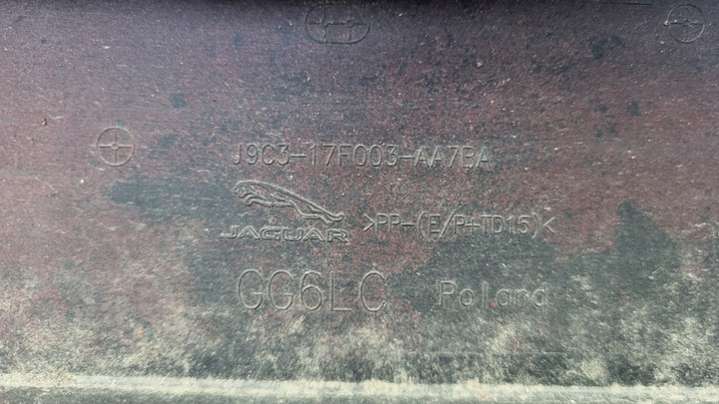 J9C3-17F003-AA7BA
JAGUAR >PP-(E/P+TD15)<
GG6LC Poland